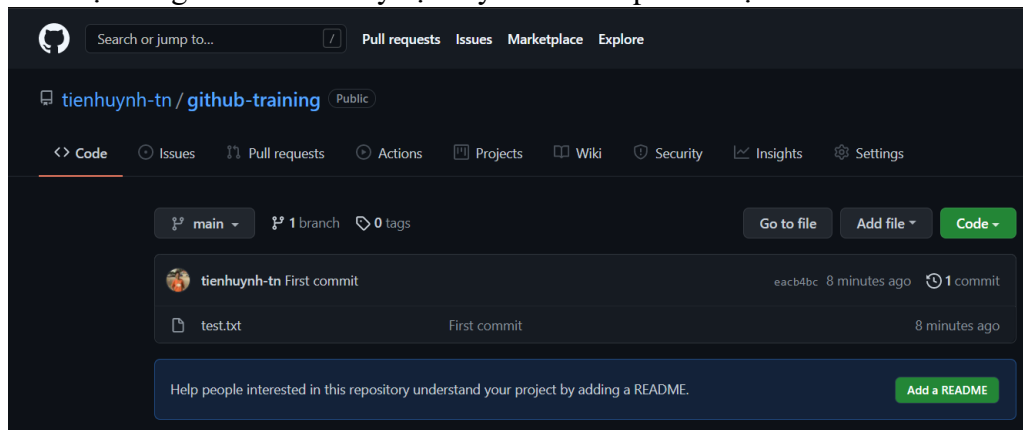 Search or jump to... /
Pull requests Issues Marketplace Explore
tienhuynh-tn / github-training Public
<> Code Issues Pull requests Actions Projects Wiki Security Insights Settings
main 1 branch 0 tags Go to file Add file Code
tienhuynh-tn First commit eacb4bc 8 minutes ago 1 commit
test.txt First commit 8 minutes ago
Help people interested in this repository understand your project by adding a README. Add a README